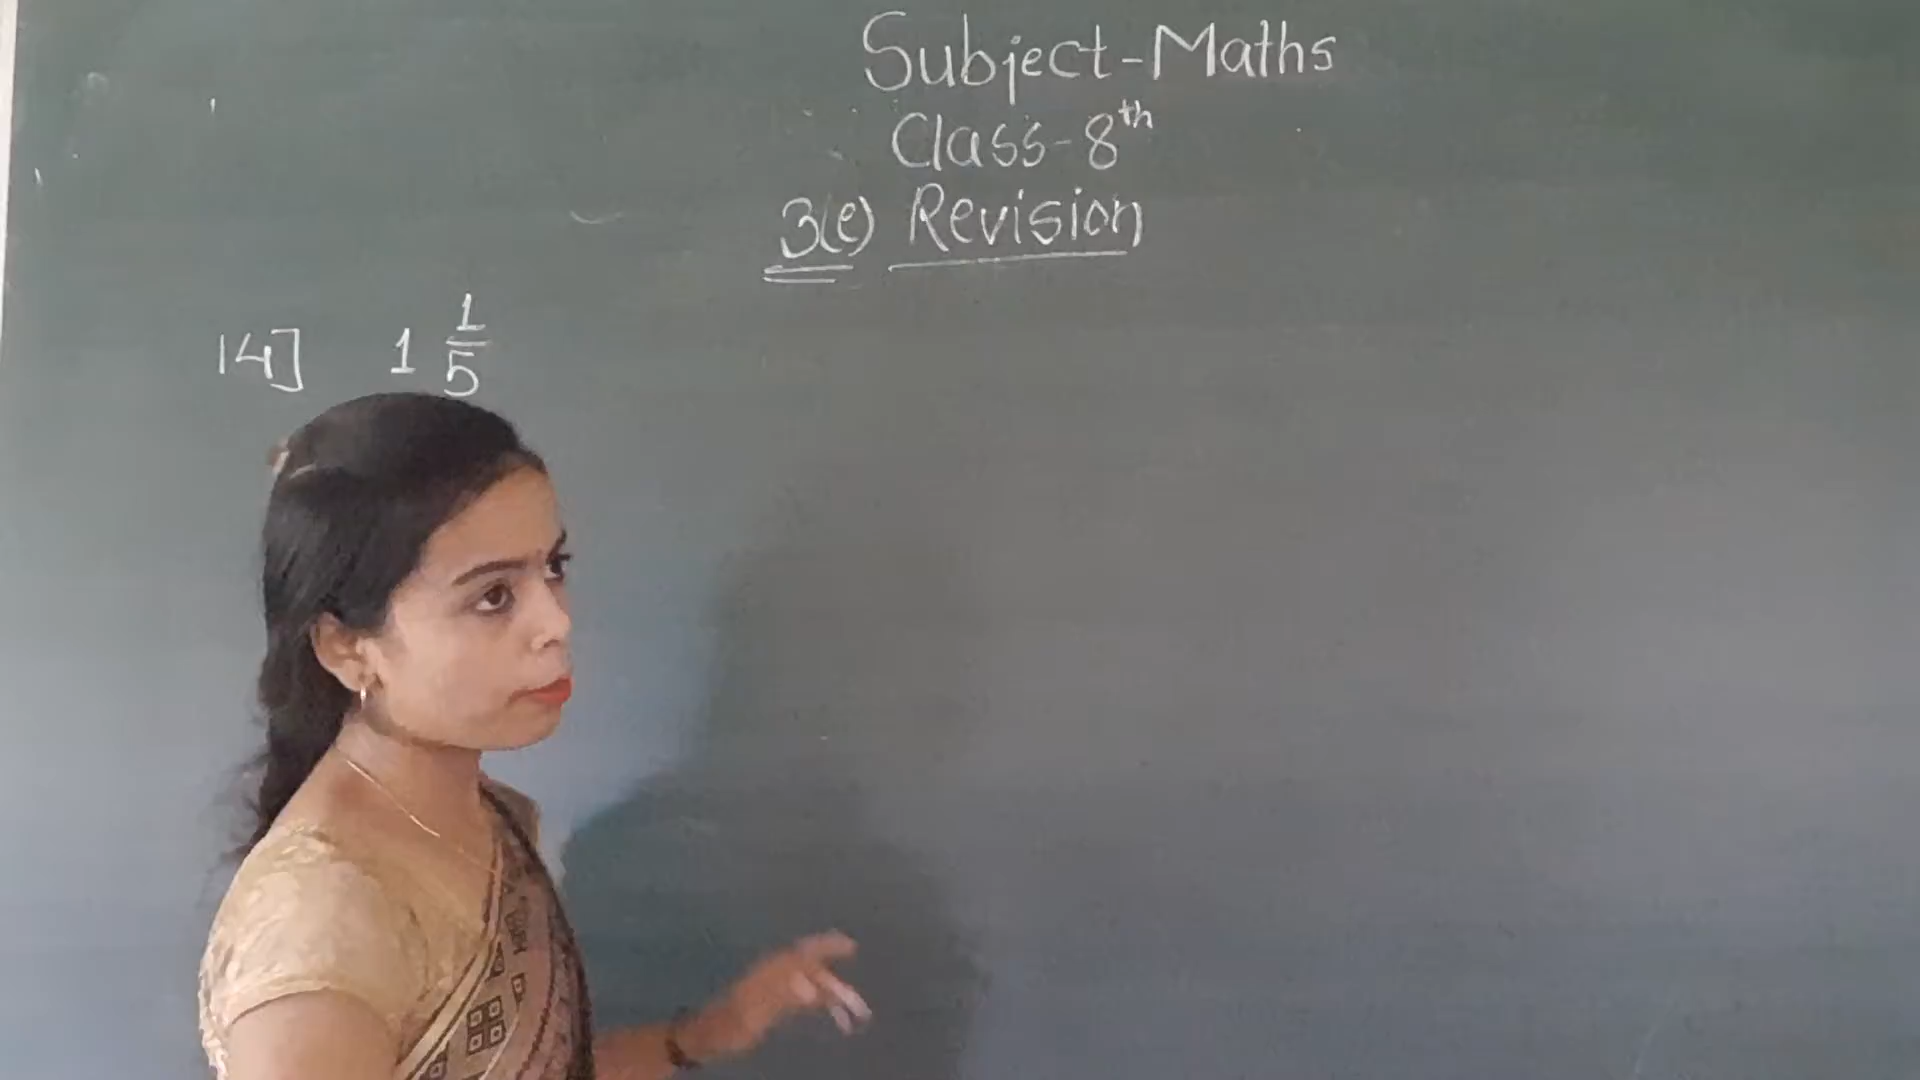 Subject-Maths
Class-8th
3(e) Revision
14] 1 1/5